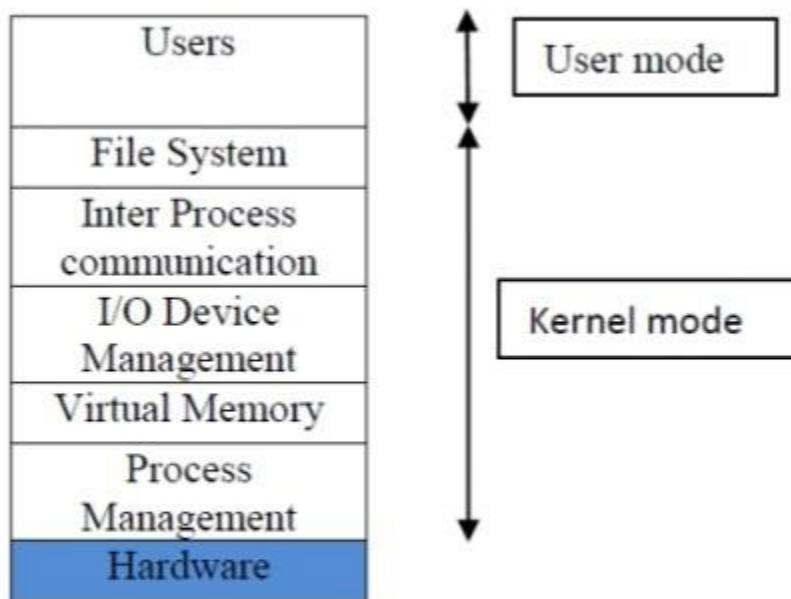 Users
User mode
File System
Inter Process
communication
I/O Device
Management
Kernel mode
Virtual Memory
Process
Management
Hardware